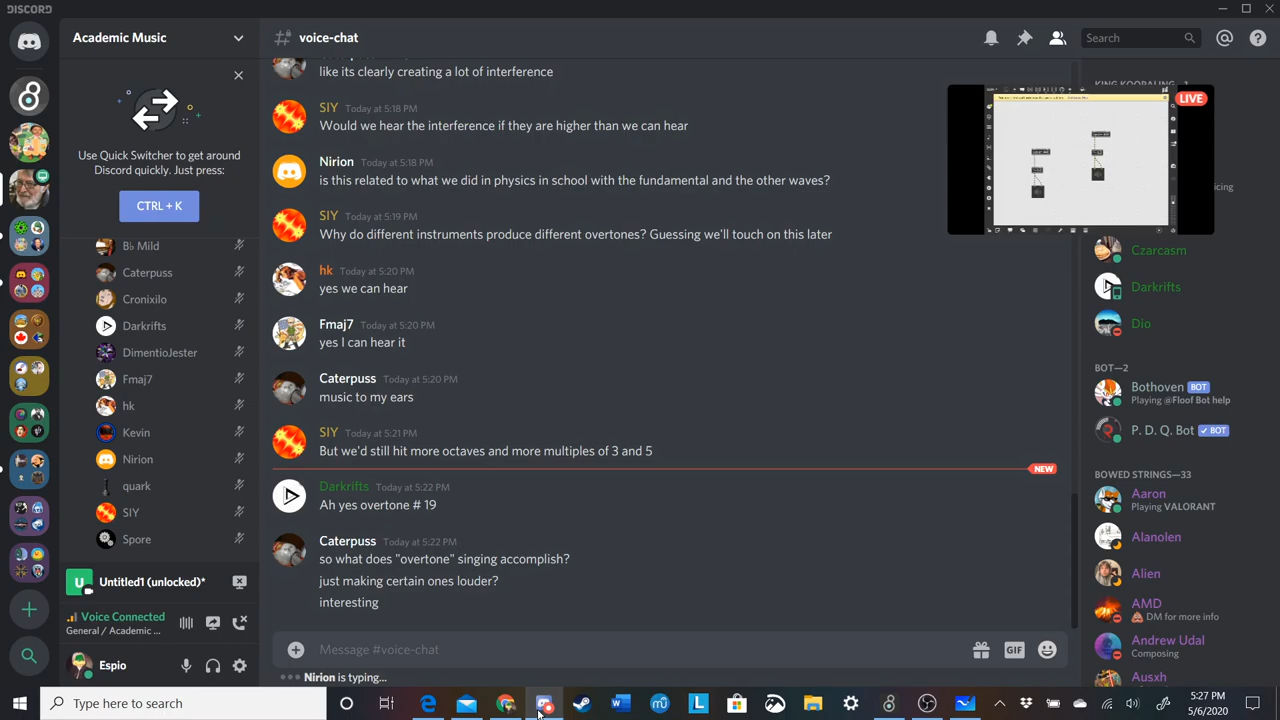 DISCORD
Academic Music
voice-chat
Search
Use Quick Switcher to get around
Discord quickly. Just press:
CTRL + K
B♭ Mild
Caterpuss
Cronixilo
Darkrifts
DimentioJester
Fmaj7
hk
Kevin
Nirion
quark
SIY
Spore
Untitled1 (unlocked)*
Voice Connected
General / Academic ...
Espio
like its clearly creating a lot of interference
SIY Today at 5:18 PM
Would we hear the interference if they are higher than we can hear
Nirion Today at 5:18 PM
is this related to what we did in physics in school with the fundamental and the other waves?
SIY Today at 5:19 PM
Why do different instruments produce different overtones? Guessing we'll touch on this later
hk Today at 5:20 PM
yes we can hear
Fmaj7 Today at 5:20 PM
yes I can hear it
Caterpuss Today at 5:20 PM
music to my ears
SIY Today at 5:21 PM
But we'd still hit more octaves and more multiples of 3 and 5
NEW
Darkrifts Today at 5:22 PM
Ah yes overtone # 19
Caterpuss Today at 5:22 PM
so what does "overtone" singing accomplish?
just making certain ones louder?
interesting
Message #voice-chat
GIF
Nirion is typing...
LIVE
Czarcasm
Darkrifts
Dio
BOT—2
Bothoven BOT
Playing @Floof Bot help
P. D. Q. Bot BOT
BOWED STRINGS—33
Aaron
Playing VALORANT
Alanolen
Alien
AMD
DM for more info
Andrew Udal
Composing
Ausxh
Type here to search
5:27 PM
5/6/2020